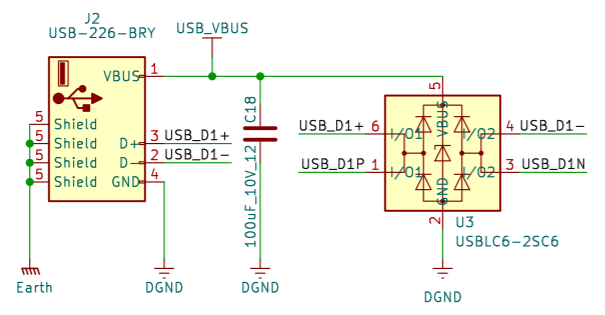 J2
USB-226-BRY
USB_VBUS
VBUS 1
5 Shield
5 Shield
5 Shield
5 Shield
D+ 3 USB_D1+
D- 2 USB_D1-
GND 4
Earth
DGND
C18
100uF_10V_12
DGND
5
VBUS
USB_D1+ 6 I/O1
I/O2 4 USB_D1-
USB_D1P 1 I/O1
I/O2 3 USB_D1N
GND
2
U3
USBLC6-2SC6
DGND